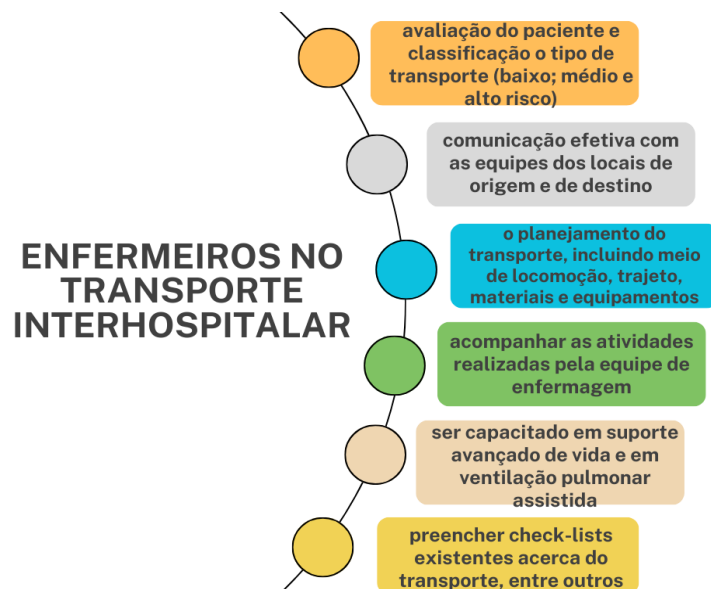 ENFERMEIROS NO
TRANSPORTE
INTERHOSPITALAR
avaliação do paciente e
classificação o tipo de
transporte (baixo; médio e
alto risco)
comunicação efetiva com
as equipes dos locais de
origem e de destino
o planejamento do
transporte, incluindo meio
de locomoção, trajeto,
materiais e equipamentos
acompanhar as atividades
realizadas pela equipe de
enfermagem
ser capacitado em suporte
avançado de vida e em
ventilação pulmonar
assistida
preencher check-lists
existentes acerca do
transporte, entre outros